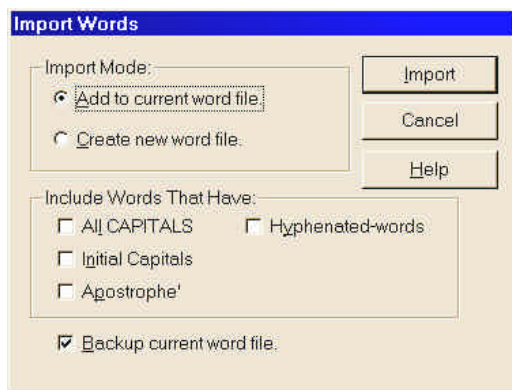 Import Words
Import Mode:
Add to current word file.
Create new word file.
Import
Cancel
Help
Include Words That Have:
All CAPITALS
Hyphenated-words
Initial Capitals
Apostrophe'
Backup current word file.